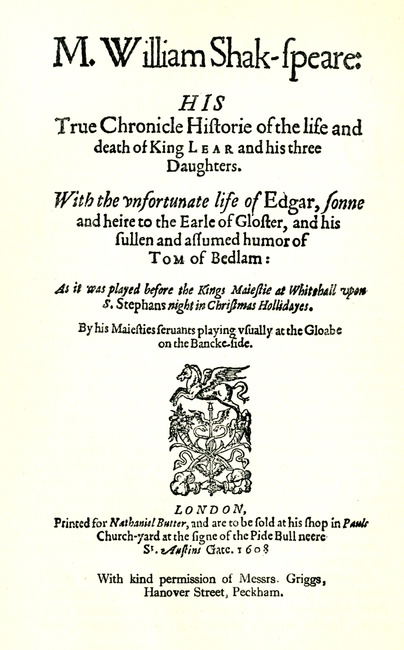 M. William Shak-ſpeare:
HIS
True Chronicle Hiſtorie of the life and
death of King LEAR and his three
Daughters.
With the vnfortunate life of Edgar, ſonne
and heire to the Earle of Gloſter, and his
ſullen and aſſumed humor of
TOM of Bedlam:
As it was played before the Kings Maieſtie at Whitehall vpon
S. Stephans night in Chriſtmas Hollidayes.
By his Maieſties ſeruants playing vſually at the Gloabe
on the Bancke-ſide.
LONDON,
Printed for Nathaniel Butter, and are to be ſold at his ſhop in Pauls
Church-yard at the ſigne of the Pide Bull neere
St. Auſtins Gate. 1608
With kind permission of Messrs. Griggs,
Hanover Street, Peckham.